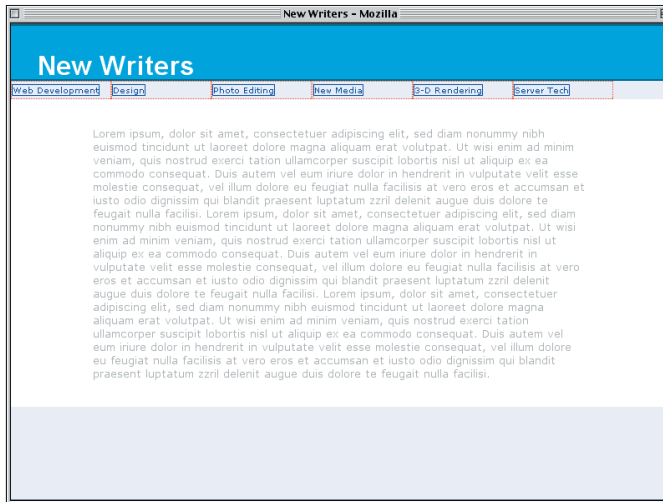 New Writers – Mozilla
New Writers
Web Development Design Photo Editing New Media 3-D Rendering Server Tech
Lorem ipsum, dolor sit amet, consectetuer adipiscing elit, sed diam nonummy nibh
euismod tincidunt ut laoreet dolore magna aliquam erat volutpat. Ut wisi enim ad minim
veniam, quis nostrud exerci tation ullamcorper suscipit lobortis nisl ut aliquip ex ea
commodo consequat. Duis autem vel eum iriure dolor in hendrerit in vulputate velit esse
molestie consequat, vel illum dolore eu feugiat nulla facilisis at vero eros et accumsan et
iusto odio dignissim qui blandit praesent luptatum zzril delenit augue duis dolore te
feugait nulla facilisi. Lorem ipsum, dolor sit amet, consectetuer adipiscing elit, sed diam
nonummy nibh euismod tincidunt ut laoreet dolore magna aliquam erat volutpat. Ut wisi
enim ad minim veniam, quis nostrud exerci tation ullamcorper suscipit lobortis nisl ut
aliquip ex ea commodo consequat. Duis autem vel eum iriure dolor in hendrerit in
vulputate velit esse molestie consequat, vel illum dolore eu feugiat nulla facilisis at vero
eros et accumsan et iusto odio dignissim qui blandit praesent luptatum zzril delenit
augue duis dolore te feugait nulla facilisi. Lorem ipsum, dolor sit amet, consectetuer
adipiscing elit, sed diam nonummy nibh euismod tincidunt ut laoreet dolore magna
aliquam erat volutpat. Ut wisi enim ad minim veniam, quis nostrud exerci tation
ullamcorper suscipit lobortis nisl ut aliquip ex ea commodo consequat. Duis autem vel
eum iriure dolor in hendrerit in vulputate velit esse molestie consequat, vel illum dolore
eu feugiat nulla facilisis at vero eros et accumsan et iusto odio dignissim qui blandit
praesent luptatum zzril delenit augue duis dolore te feugait nulla facilisi.